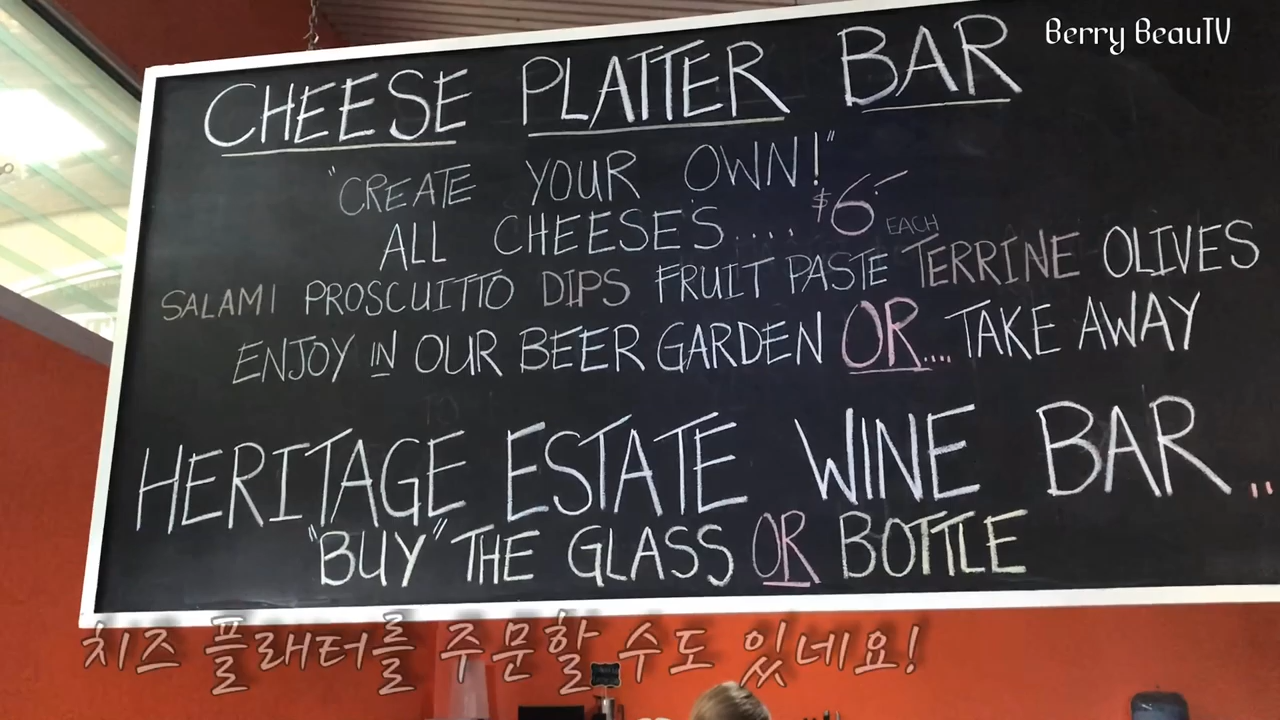 Berry BeauTV
CHEESE PLATTER BAR
"CREATE YOUR OWN!"
ALL CHEESE'S.... $6 EACH
SALAMI PROSCUITTO DIPS FRUIT PASTE TERRINE OLIVES
ENJOY IN OUR BEER GARDEN OR.... TAKE AWAY
TO
HERITAGE ESTATE WINE BAR..
"BUY" THE GLASS OR BOTTLE
치즈 플래터를 주문할 수도 있네요!